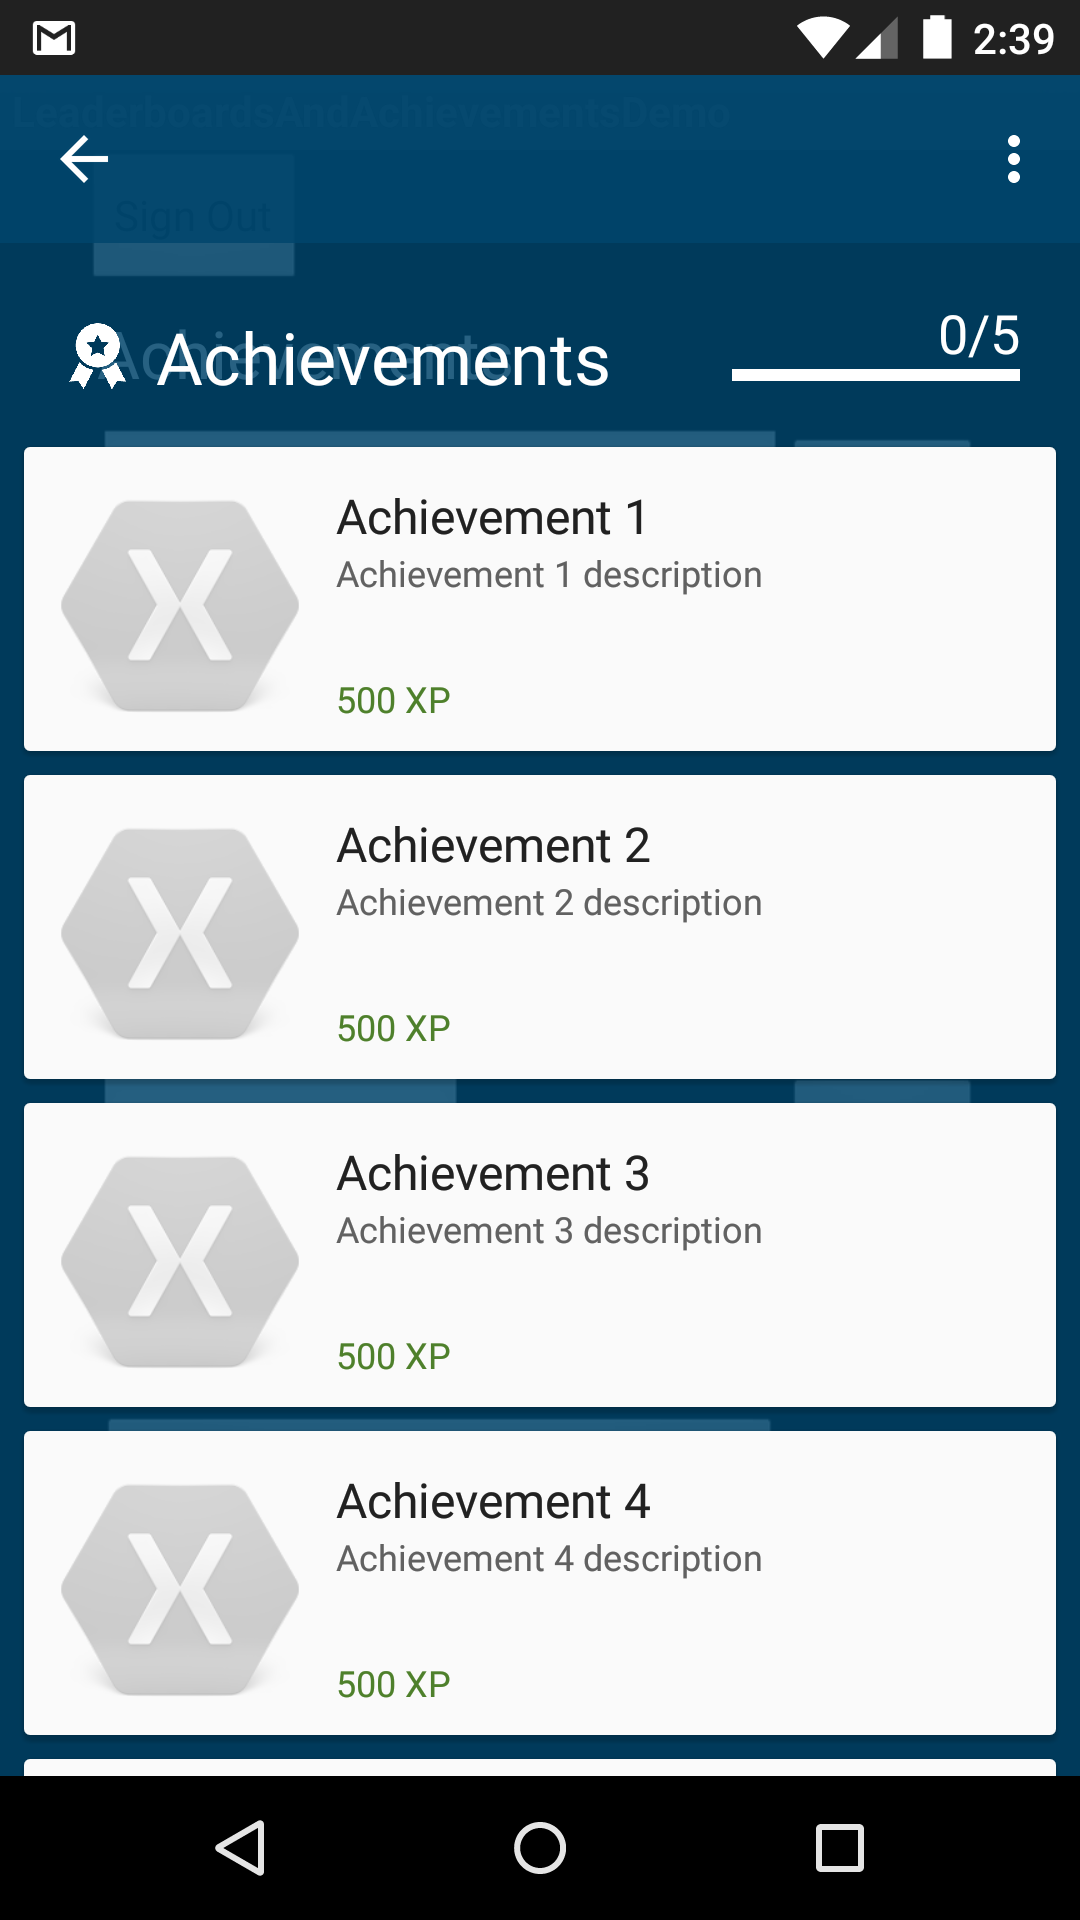 2:39
LeaderboardsAndAchievementsDemo
Sign Out
Achievements
Achievements
0/5
Achievement 1
Achievement 1 description
500 XP
Achievement 2
Achievement 2 description
500 XP
Achievement 3
Achievement 3 description
500 XP
Achievement 4
Achievement 4 description
500 XP